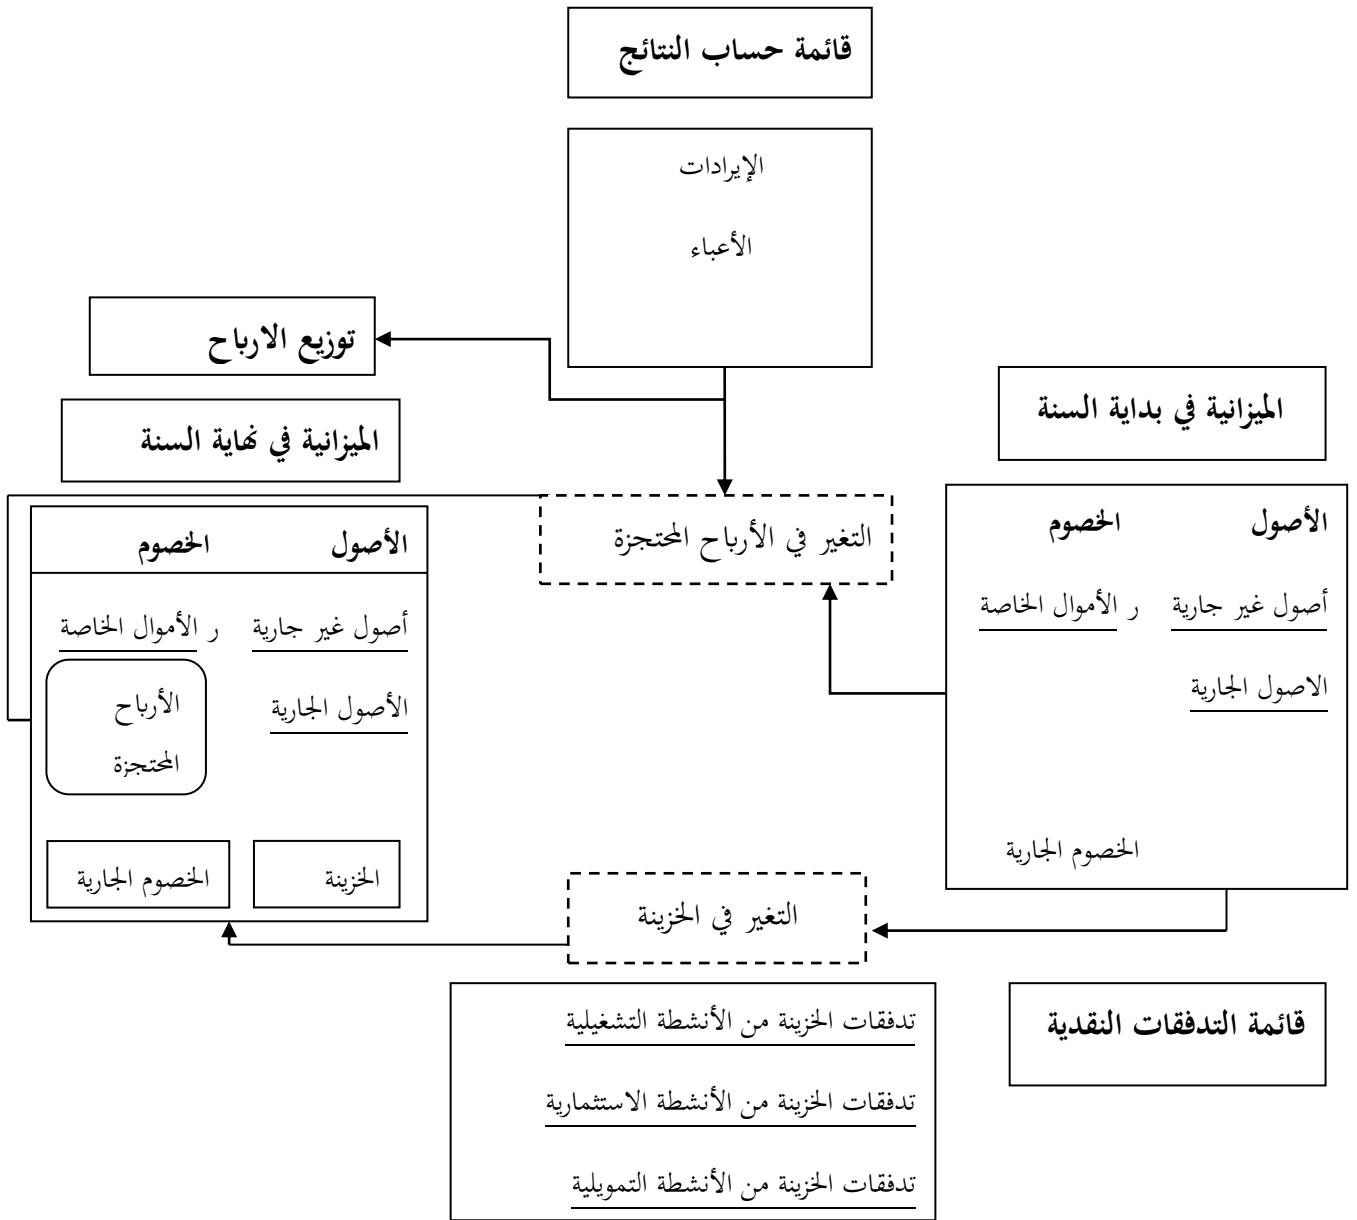 قائمة حساب النتائج
الإيرادات
الأعباء
توزيع الارباح
الميزانية في بداية السنة
الميزانية في نهاية السنة
الأصول الخصوم
أصول غير جارية ر الأموال الخاصة
الاصول الجارية
الخصوم الجارية
التغير في الأرباح المحتجزة
الأصول الخصوم
أصول غير جارية ر الأموال الخاصة
الأصول الجارية
الأرباح
المحتجزة
الخزينة
الخصوم الجارية
التغير في الخزينة
قائمة التدفقات النقدية
تدفقات الخزينة من الأنشطة التشغيلية
تدفقات الخزينة من الأنشطة الاستثمارية
تدفقات الخزينة من الأنشطة التمويلية